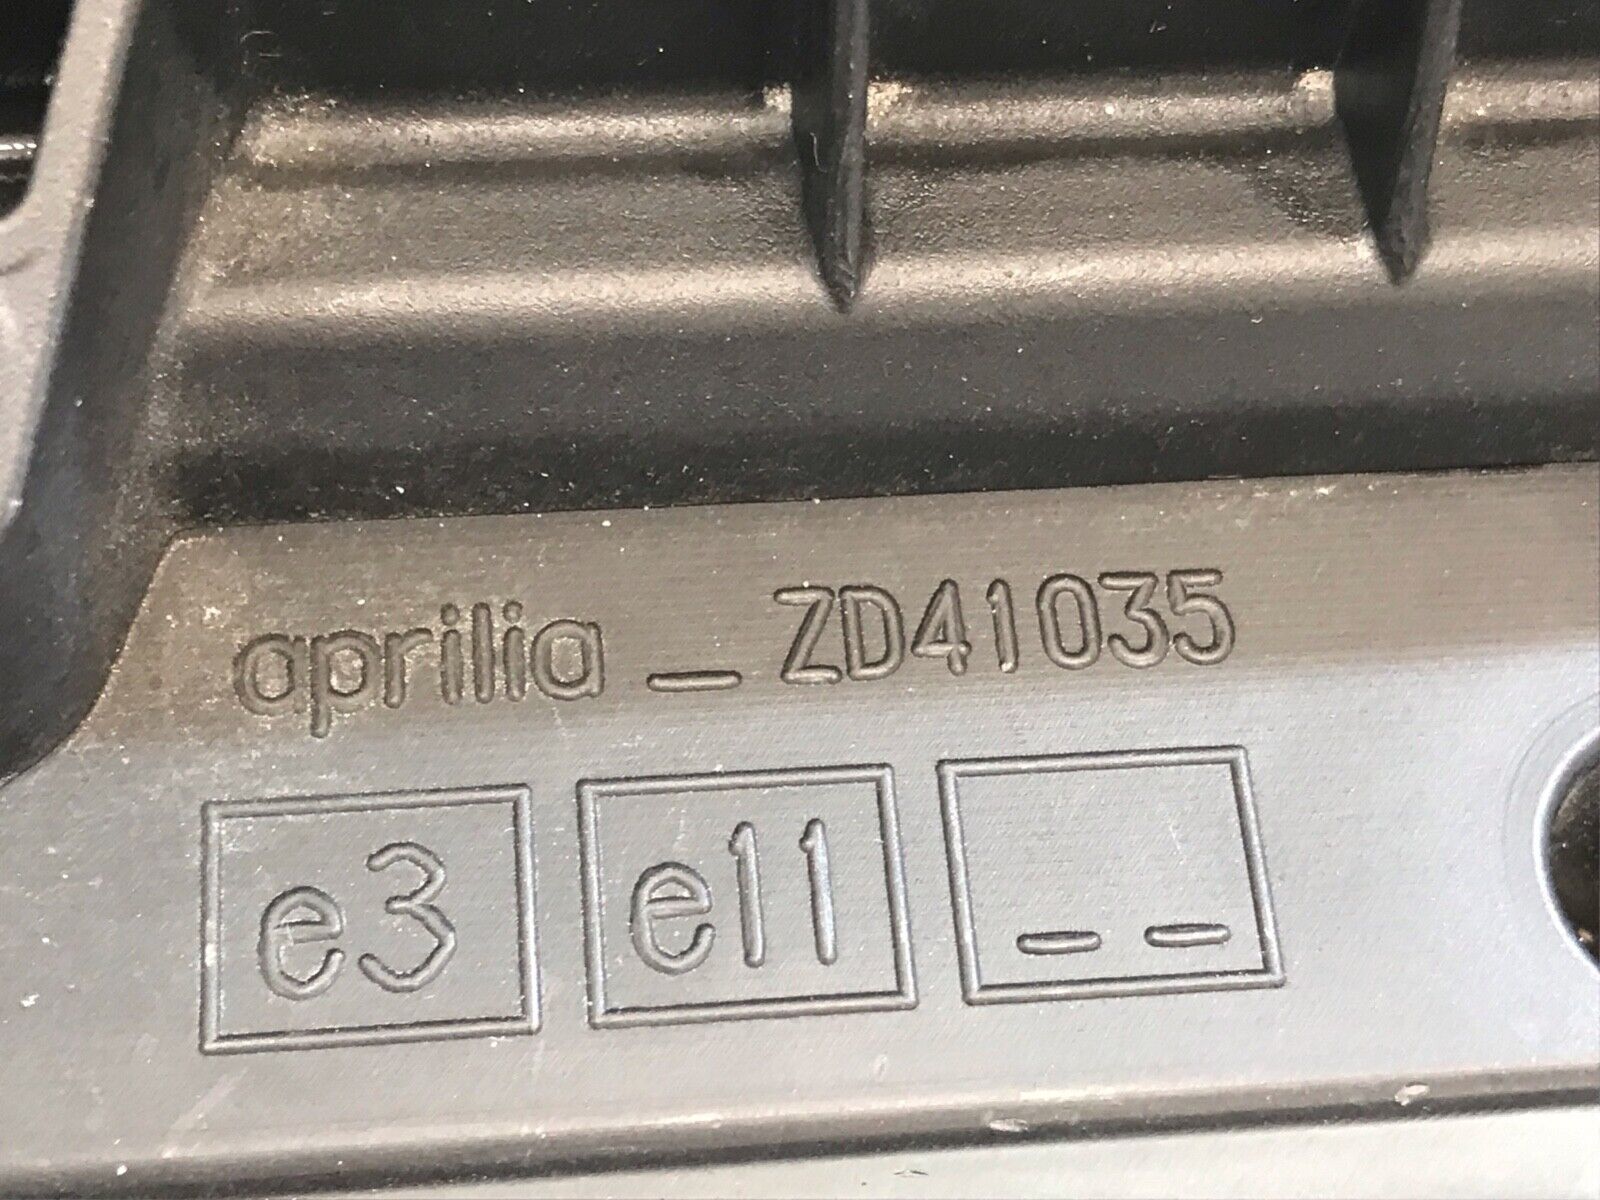 aprilia _ ZD41035
e3 e11 _ _